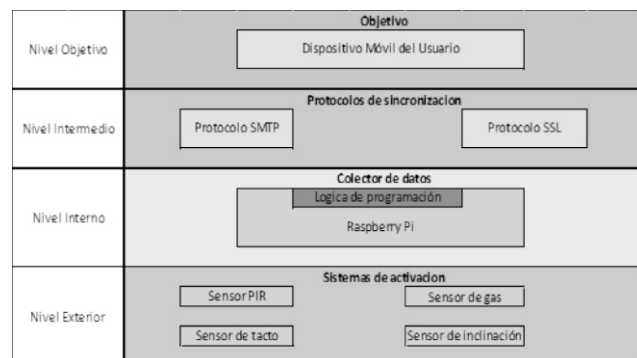 Objetivo
Nivel Objetivo
Dispositivo Móvil del Usuario
Protocolos de sincronizacion
Nivel Intermedio
Protocolo SMTP
Protocolo SSL
Colector de datos
Logica de programación
Nivel Interno
Raspberry Pi
Sistemas de activacion
Sensor PIR
Sensor de gas
Nivel Exterior
Sensor de tacto
Sensor de inclinación